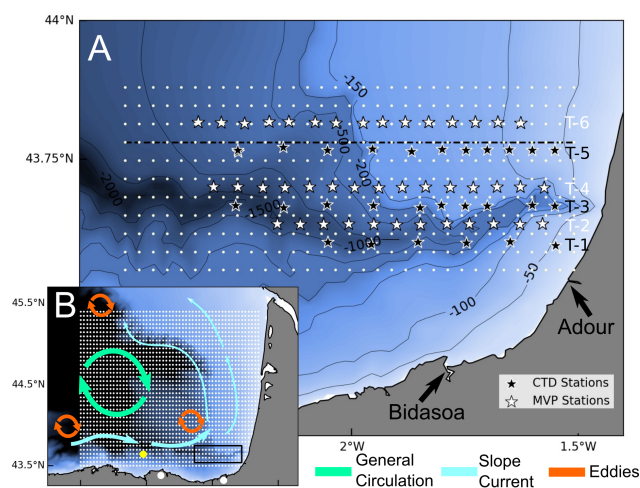 44°N
A
-150
T-6
-500
T-5
43.75°N
-200
T-4
-2000
-1500
T-3
T-2
-1000
T-1
-50
B
45.5°N
-100
Adour
44.5°N
CTD Stations
MVP Stations
Bidasoa
2°W
1.5°W
43.5°N
General Circulation
Slope Current
Eddies